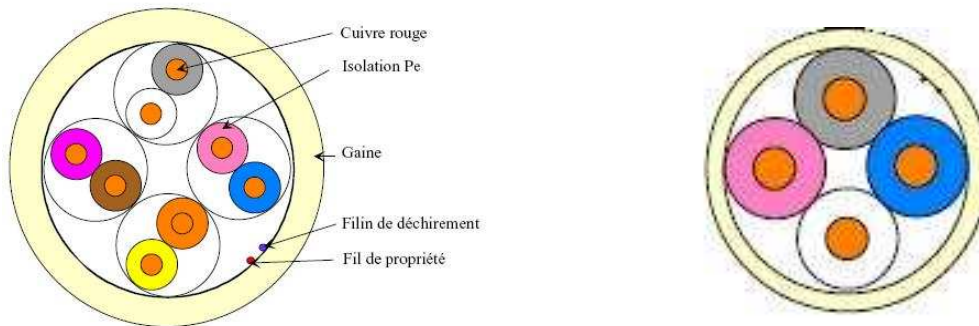 Cuivre rouge
Isolation Pe
Gaine
Filin de déchirement
Fil de propriété